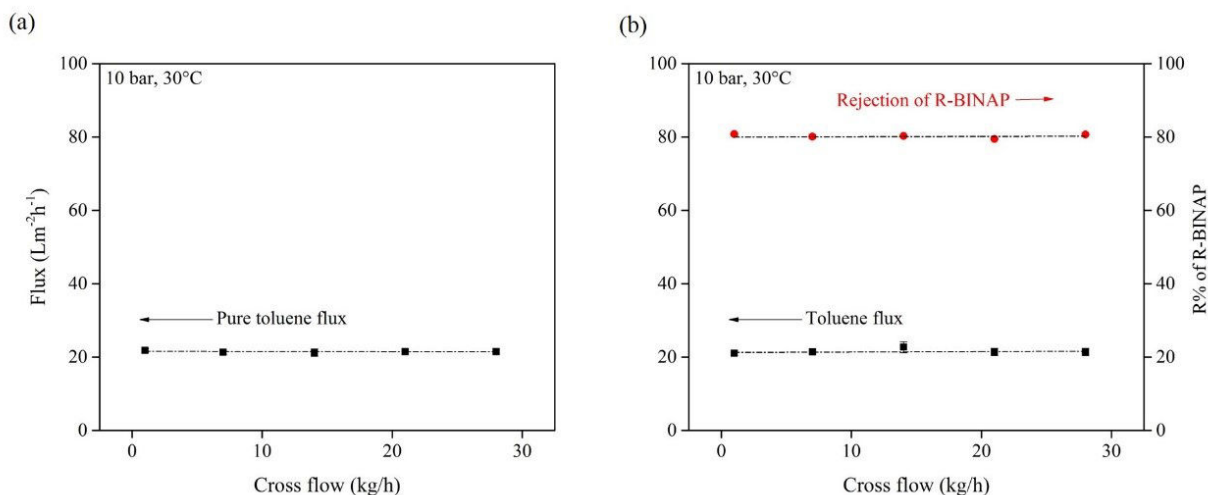 (a)
100
80
60
40
20
0
Flux (Lm⁻²h⁻¹)
10 bar, 30°C
Pure toluene flux
0 10 20 30
Cross flow (kg/h)
(b)
100
80
60
40
20
0
10 bar, 30°C
Rejection of R-BINAP
Toluene flux
0 10 20 30
Cross flow (kg/h)
100
80
60
40
20
0
R% of R-BINAP